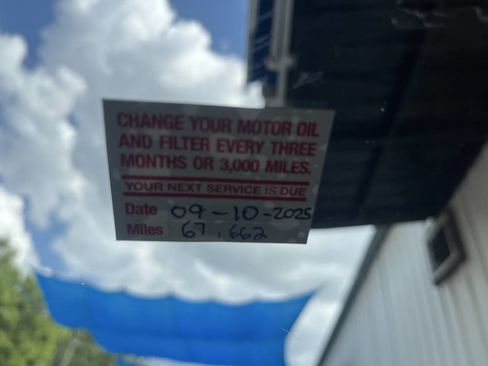 CHANGE YOUR MOTOR OIL
AND FILTER EVERY THREE
MONTHS OR 3,000 MILES.
YOUR NEXT SERVICE IS DUE
Date 09-10-2025
Miles 67,662